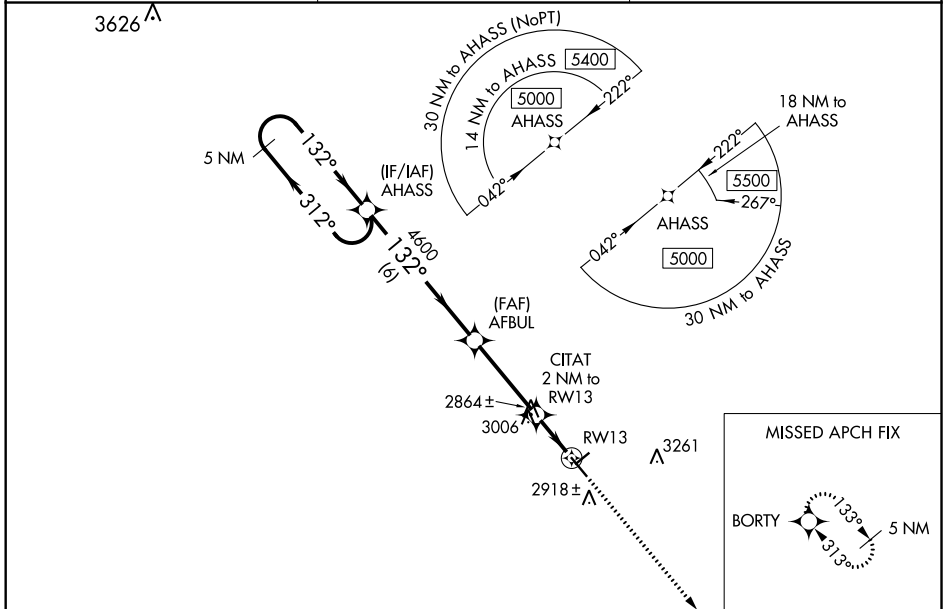 3626
30 NM to AHASS (NoPT)
5400
14 NM to AHASS
5000
AHASS
222°
042°
18 NM to
AHASS
222°
5500
267°
AHASS
042°
5000
30 NM to AHASS
5 NM
132°
312°
(IF/IAF)
AHASS
4600
132°
(6)
(FAF)
AFBUL
CITAT
2 NM to
RW13
2864 ±
3006
RW13
3261
2918 ±
MISSED APCH FIX
BORTY
133°
313°
5 NM